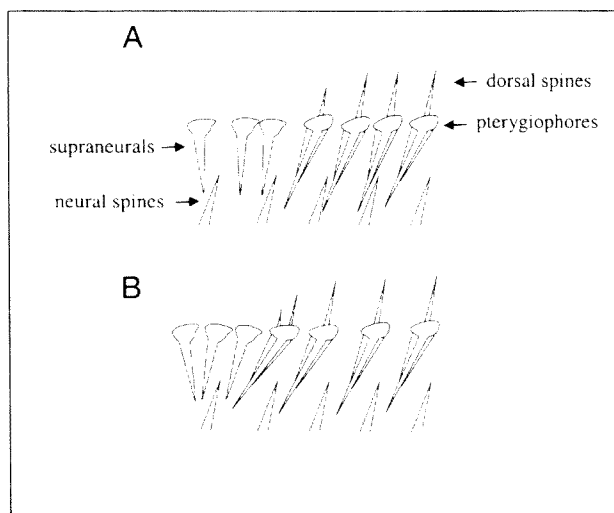 A
dorsal spines
pterygiophores
supraneurals
neural spines
B